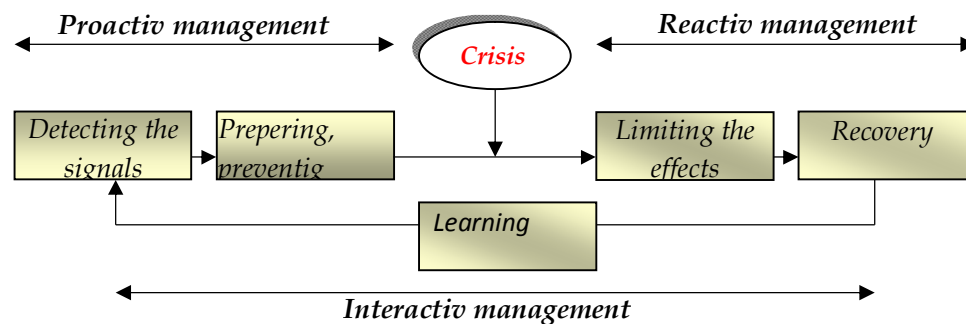 Proactiv management
Reactiv management
Crisis
Detecting the
signals
Prepering,
preventig
Limiting the
effects
Recovery
Learning
Interactiv management